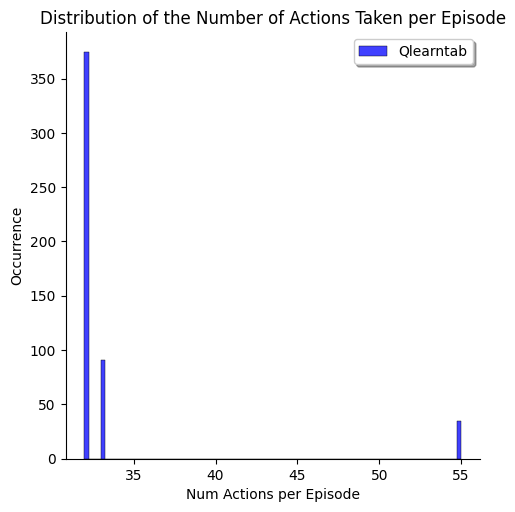 Distribution of the Number of Actions Taken per Episode
Qlearntab
350
300
250
200
150
100
50
0
Occurrence
35 40 45 50 55
Num Actions per Episode